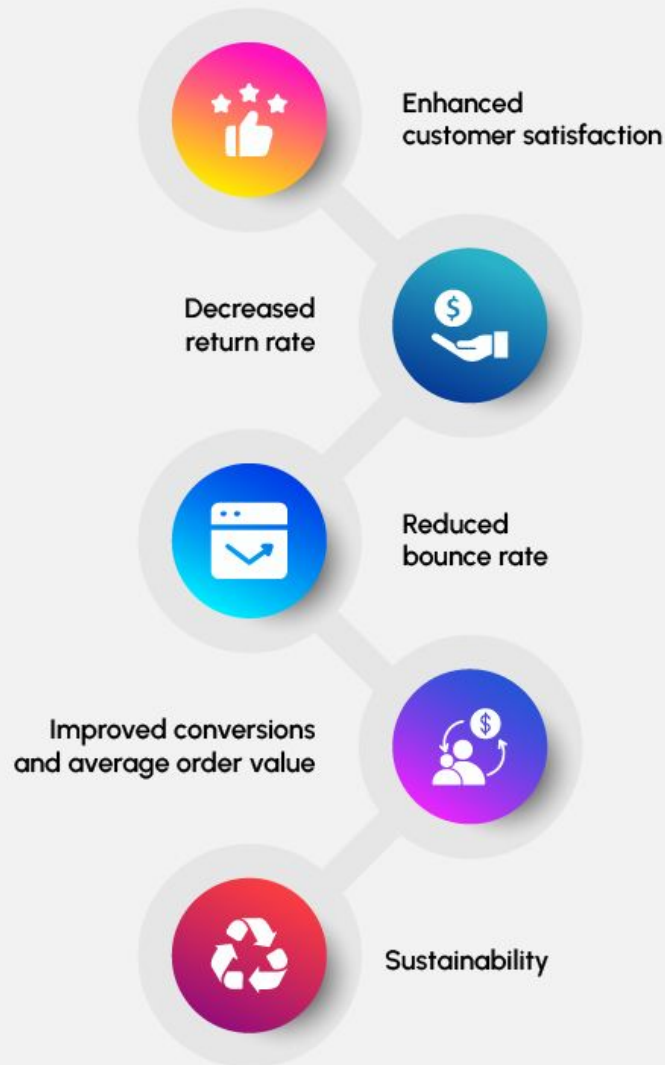 Enhanced
customer satisfaction
Decreased
return rate
Reduced
bounce rate
Improved conversions
and average order value
Sustainability